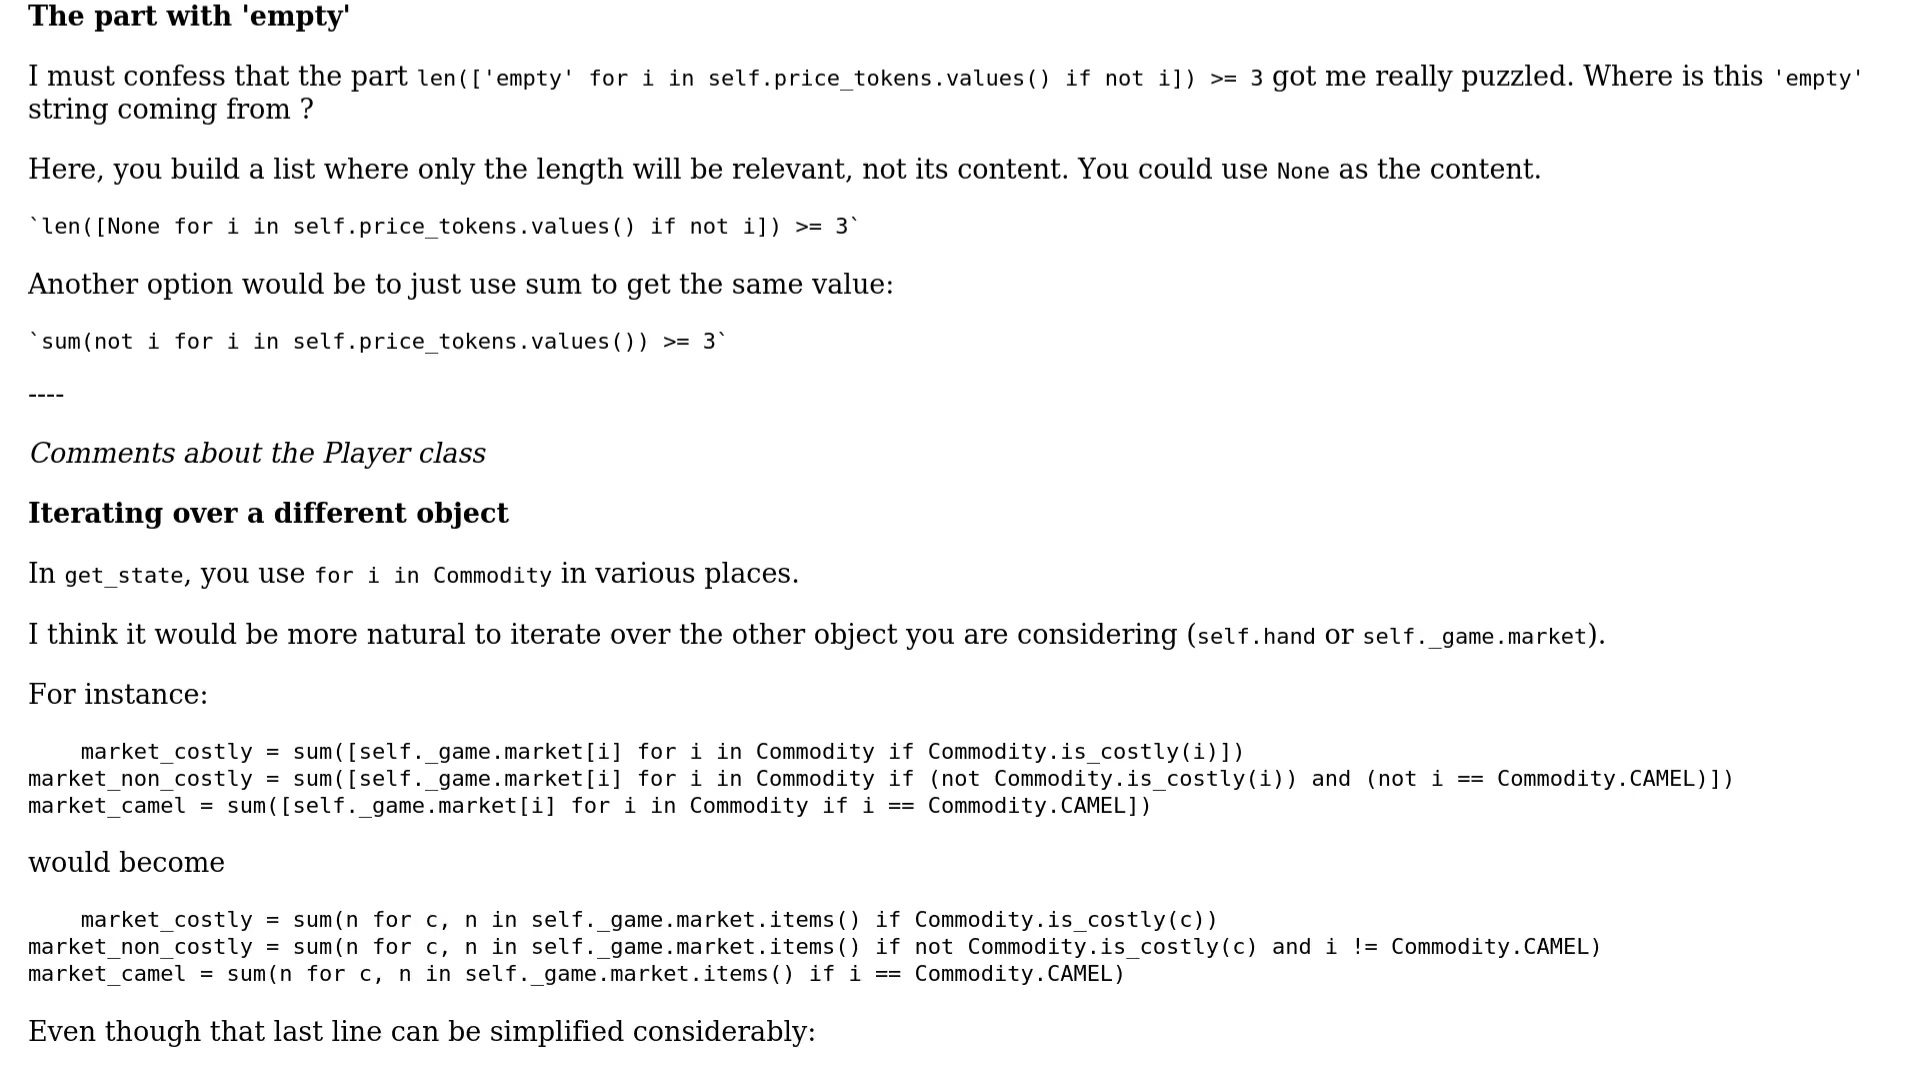 The part with 'empty'
I must confess that the part len(['empty' for i in self.price_tokens.values() if not i]) >= 3 got me really puzzled. Where is this 'empty'
string coming from ?
Here, you build a list where only the length will be relevant, not its content. You could use None as the content.
`len([None for i in self.price_tokens.values() if not i]) >= 3`
Another option would be to just use sum to get the same value:
`sum(not i for i in self.price_tokens.values()) >= 3`
----
Comments about the Player class
Iterating over a different object
In get_state, you use for i in Commodity in various places.
I think it would be more natural to iterate over the other object you are considering (self.hand or self._game.market).
For instance:
    market_costly = sum([self._game.market[i] for i in Commodity if Commodity.is_costly(i)])
market_non_costly = sum([self._game.market[i] for i in Commodity if (not Commodity.is_costly(i)) and (not i == Commodity.CAMEL)])
market_camel = sum([self._game.market[i] for i in Commodity if i == Commodity.CAMEL])
would become
    market_costly = sum(n for c, n in self._game.market.items() if Commodity.is_costly(c))
market_non_costly = sum(n for c, n in self._game.market.items() if not Commodity.is_costly(c) and i != Commodity.CAMEL)
market_camel = sum(n for c, n in self._game.market.items() if i == Commodity.CAMEL)
Even though that last line can be simplified considerably: